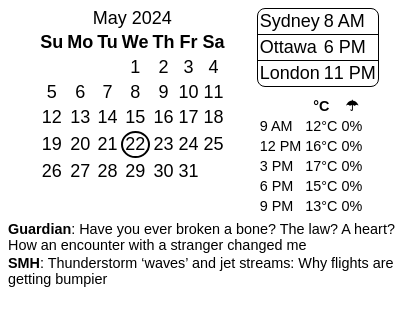 May 2024
Su Mo Tu We Th Fr Sa
1 2 3 4
5 6 7 8 9 10 11
12 13 14 15 16 17 18
19 20 21 22 23 24 25
26 27 28 29 30 31
Sydney 8 AM
Ottawa 6 PM
London 11 PM
°C ☂
9 AM 12°C 0%
12 PM 16°C 0%
3 PM 17°C 0%
6 PM 15°C 0%
9 PM 13°C 0%
Guardian: Have you ever broken a bone? The law? A heart?
How an encounter with a stranger changed me
SMH: Thunderstorm ‘waves’ and jet streams: Why flights are
getting bumpier